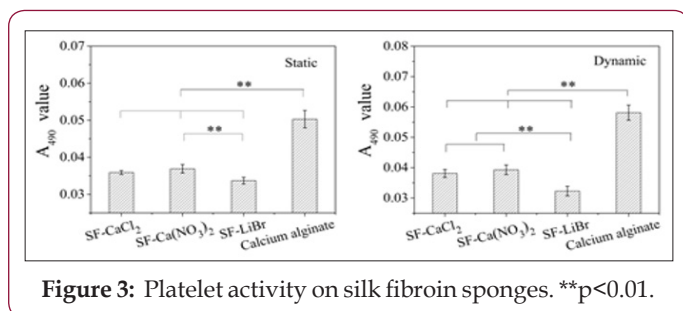 0.07
0.06
0.05
0.04
0.03
A₄₉₀ value
Static
**
**
SF-CaCl₂
SF-Ca(NO₃)₂
SF-LiBr
Calcium alginate
0.08
0.07
0.06
0.05
0.04
0.03
A₄₉₀ value
Dynamic
**
**
SF-CaCl₂
SF-Ca(NO₃)₂
SF-LiBr
Calcium alginate
Figure 3: Platelet activity on silk fibroin sponges. **p<0.01.